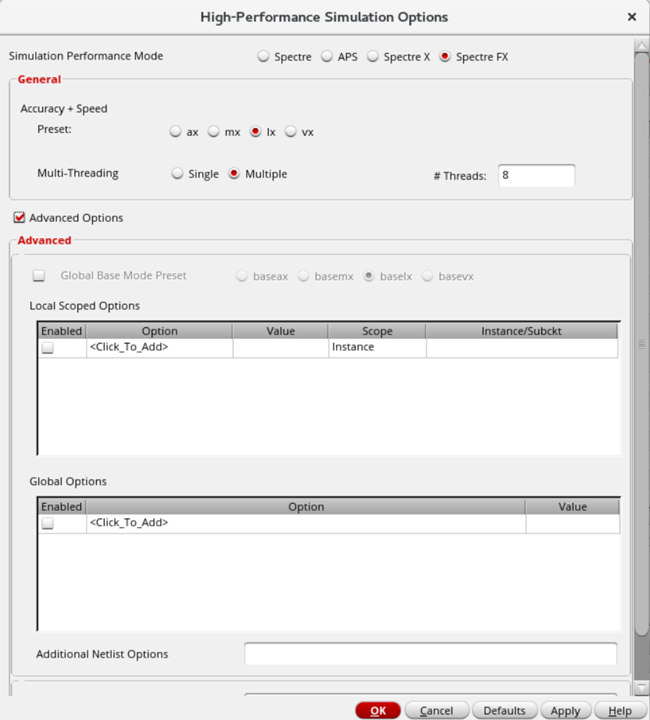 High-Performance Simulation Options
Simulation Performance Mode Spectre APS Spectre X Spectre FX
General
Accuracy + Speed
Preset: ax mx lx vx
Multi-Threading Single Multiple # Threads: 8
Advanced Options
Advanced
Global Base Mode Preset baseax basemx baselx basevx
Local Scoped Options
Enabled Option Value Scope Instance/Subckt
<Click_To_Add> Instance
Global Options
Enabled Option Value
<Click_To_Add>
Additional Netlist Options
OK Cancel Defaults Apply Help